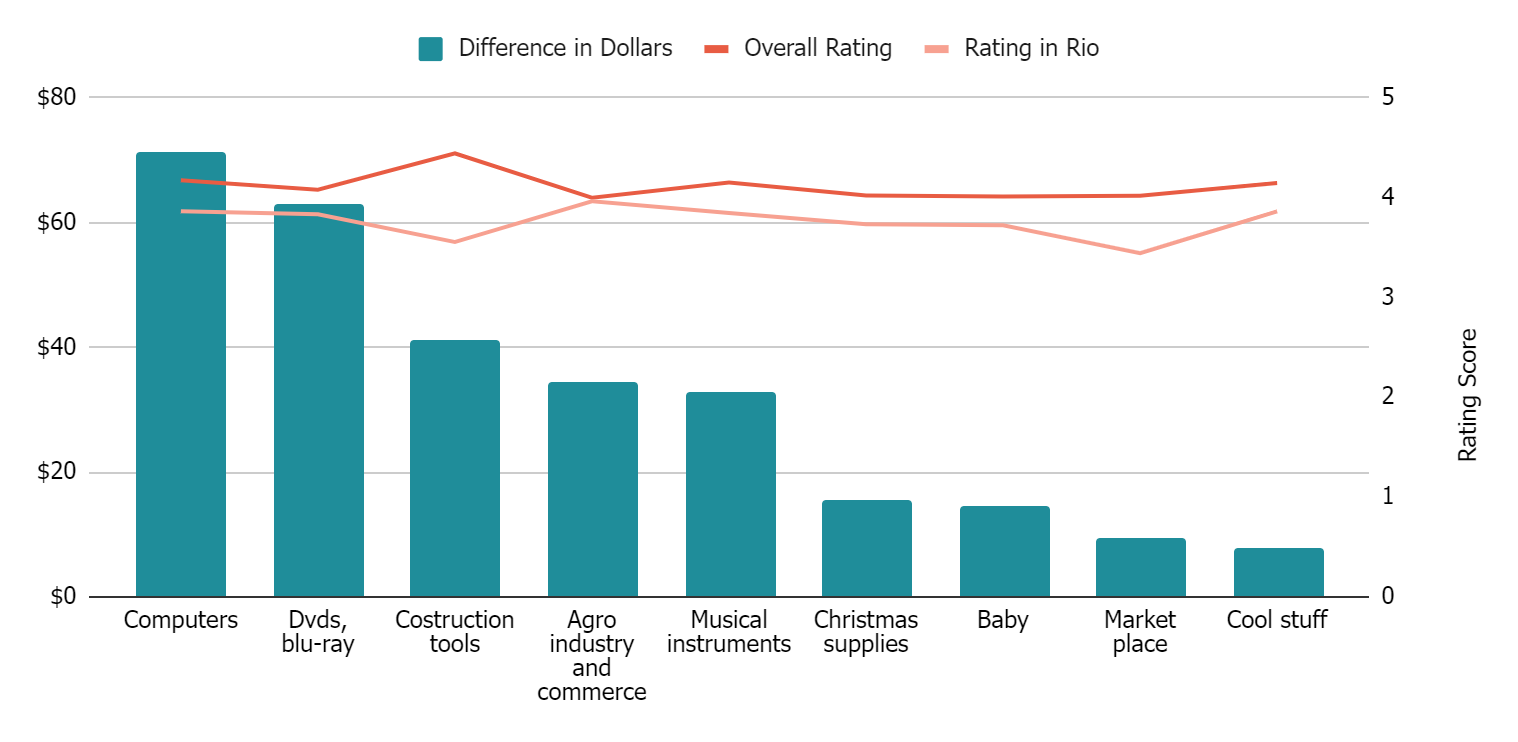 Difference in Dollars
Overall Rating
Rating in Rio
$80
$60
$40
$20
$0
5
4
3
2
1
0
Rating Score
Computers
Dvds,
blu-ray
Costruction
tools
Agro
industry
and
commerce
Musical
instruments
Christmas
supplies
Baby
Market
place
Cool stuff